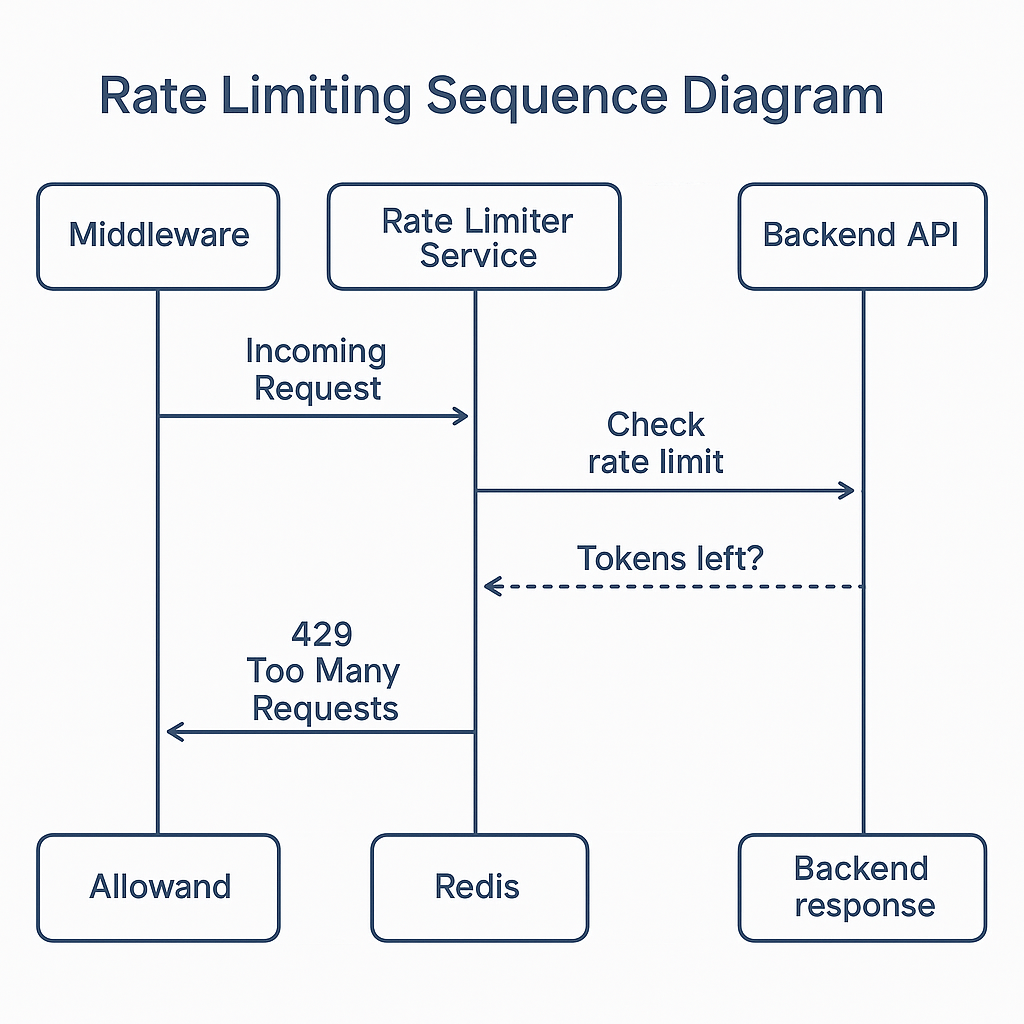 Rate Limiting Sequence Diagram
Middleware
Rate Limiter
Service
Backend API
Incoming
Request
Check
rate limit
Tokens left?
429
Too Many
Requests
Allowand
Redis
Backend
response